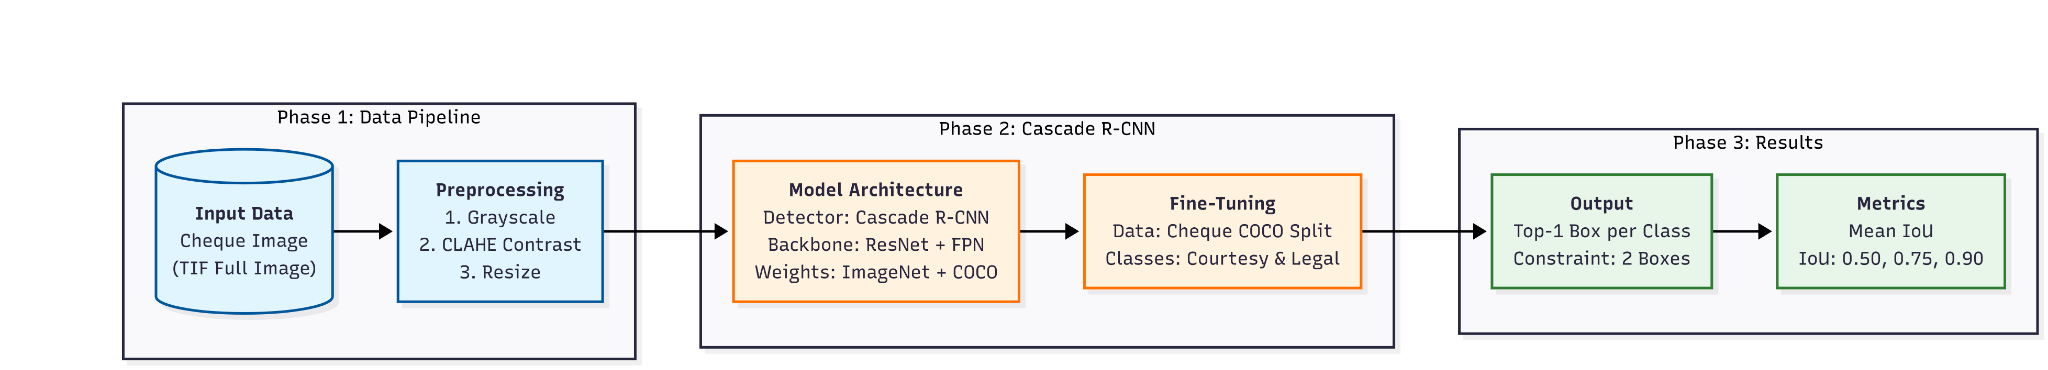 Phase 1: Data Pipeline
Input Data
Cheque Image
(TIF Full Image)
Preprocessing
1. Grayscale
2. CLAHE Contrast
3. Resize
Phase 2: Cascade R-CNN
Model Architecture
Detector: Cascade R-CNN
Backbone: ResNet + FPN
Weights: ImageNet + COCO
Fine-Tuning
Data: Cheque COCO Split
Classes: Courtesy & Legal
Phase 3: Results
Output
Top-1 Box per Class
Constraint: 2 Boxes
Metrics
Mean IoU
IoU: 0.50, 0.75, 0.90